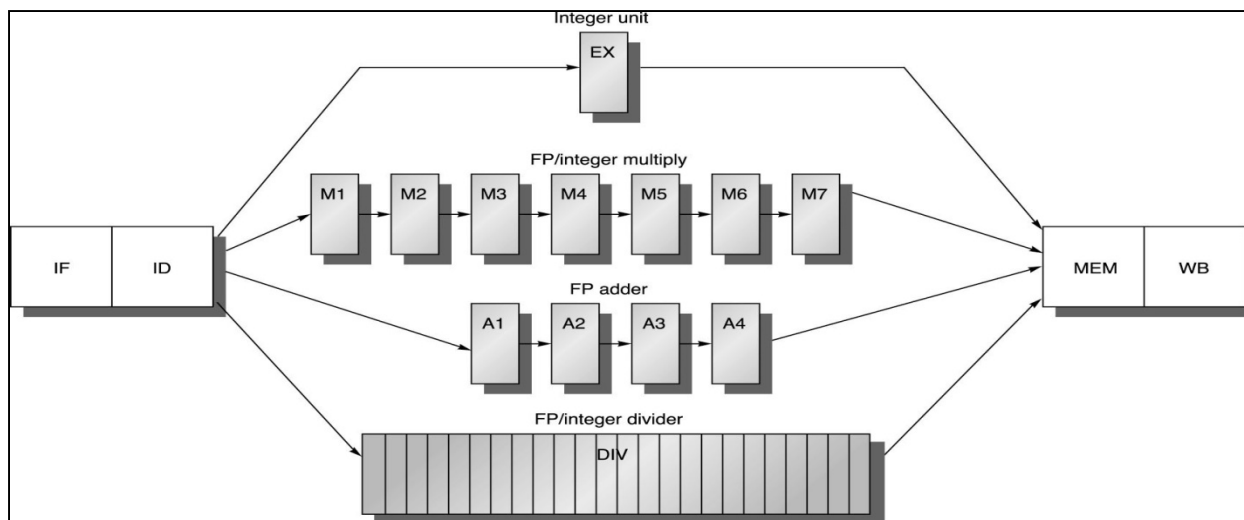 Integer unit
EX
FP/integer multiply
M1 M2 M3 M4 M5 M6 M7
IF ID MEM WB
FP adder
A1 A2 A3 A4
FP/integer divider
DIV